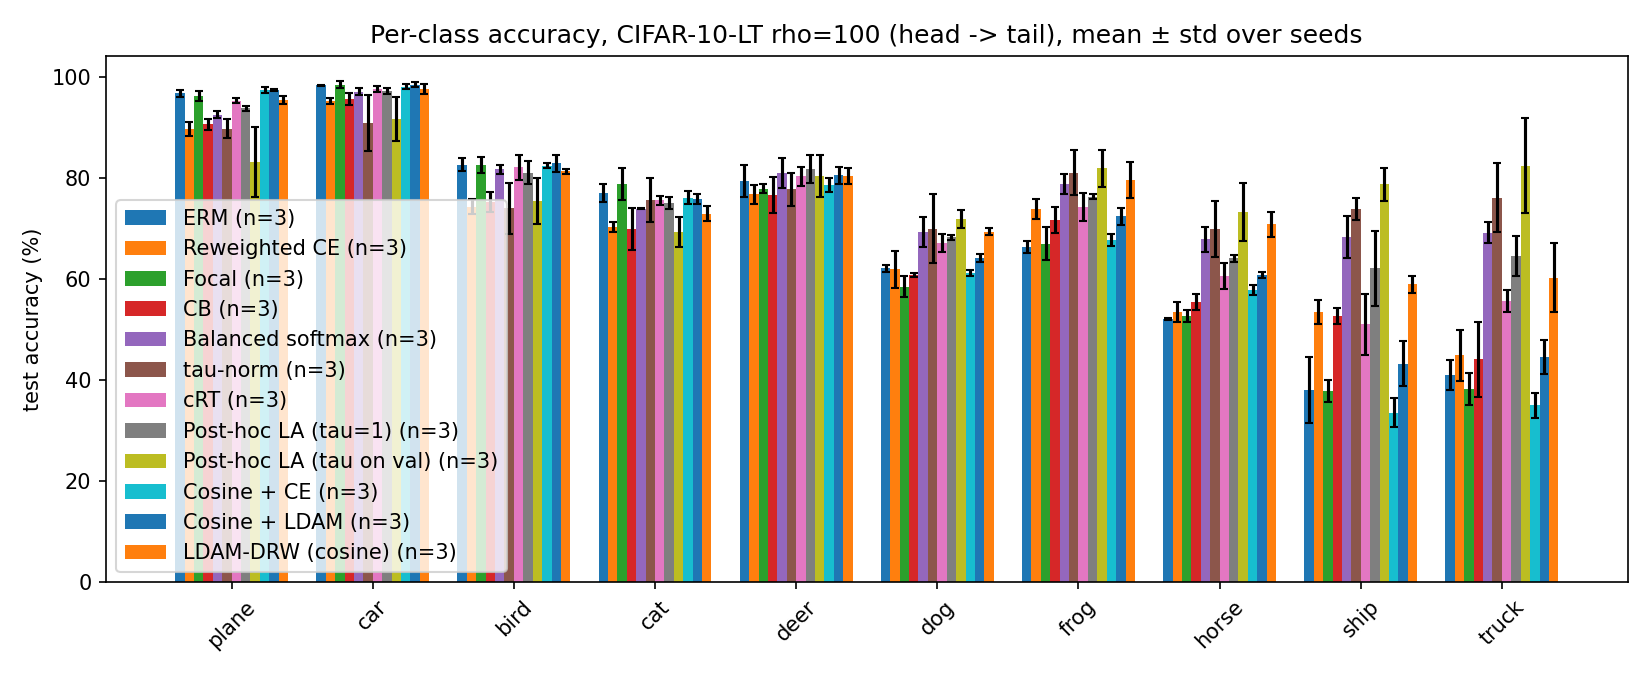 Per-class accuracy, CIFAR-10-LT rho=100 (head -> tail), mean ± std over seeds
test accuracy (%)
100
80
60
40
20
0
ERM (n=3)
Reweighted CE (n=3)
Focal (n=3)
CB (n=3)
Balanced softmax (n=3)
tau-norm (n=3)
cRT (n=3)
Post-hoc LA (tau=1) (n=3)
Post-hoc LA (tau on val) (n=3)
Cosine + CE (n=3)
Cosine + LDAM (n=3)
LDAM-DRW (cosine) (n=3)
plane
car
bird
cat
deer
dog
frog
horse
ship
truck